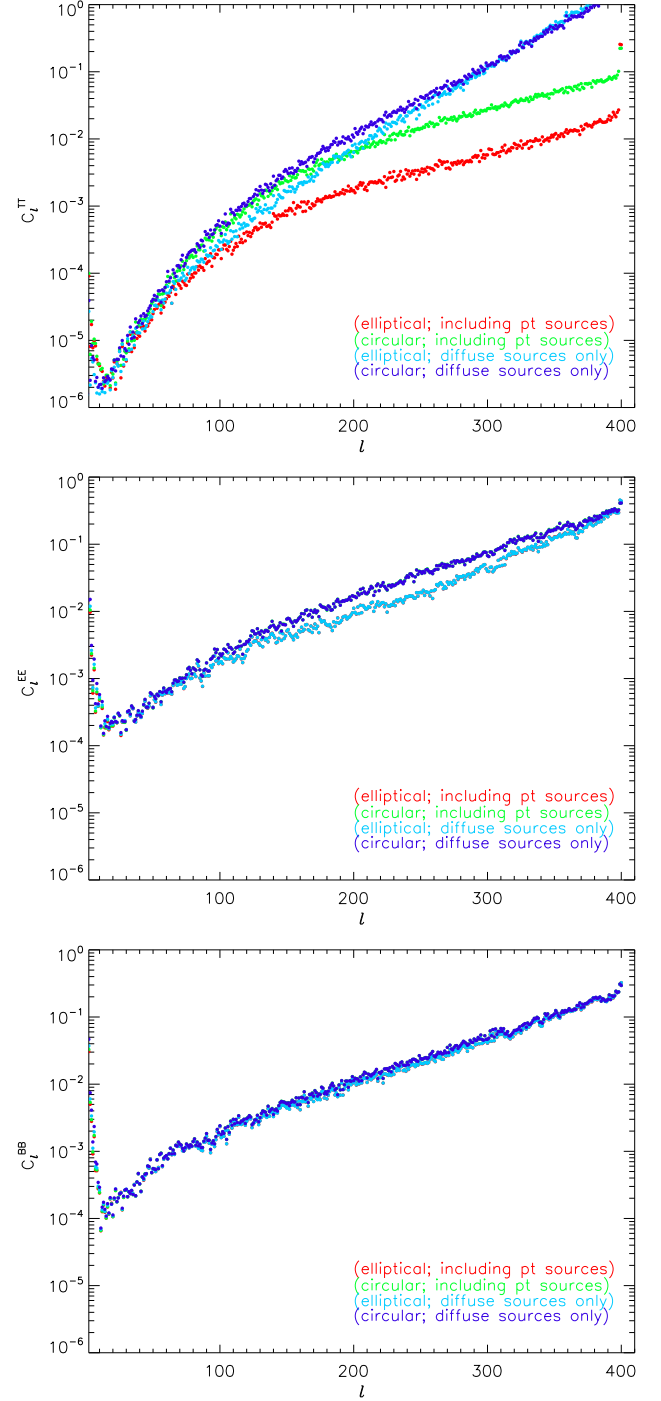 10⁰
10⁻¹
10⁻²
10⁻³
10⁻⁴
10⁻⁵
10⁻⁶
C_l^TT
(elliptical; including pt sources)
(circular; including pt sources)
(elliptical; diffuse sources only)
(circular; diffuse sources only)
100 200 300 400
l
10⁰
10⁻¹
10⁻²
10⁻³
10⁻⁴
10⁻⁵
10⁻⁶
C_l^EE
(elliptical; including pt sources)
(circular; including pt sources)
(elliptical; diffuse sources only)
(circular; diffuse sources only)
100 200 300 400
l
10⁰
10⁻¹
10⁻²
10⁻³
10⁻⁴
10⁻⁵
10⁻⁶
C_l^BB
(elliptical; including pt sources)
(circular; including pt sources)
(elliptical; diffuse sources only)
(circular; diffuse sources only)
100 200 300 400
l